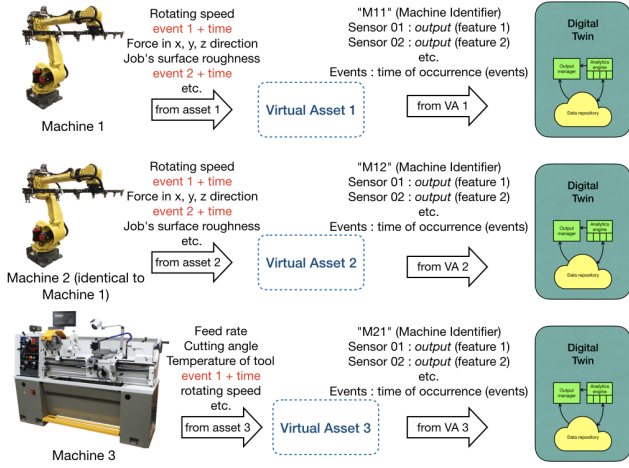 Rotating speed
event 1 + time
Force in x, y, z direction
Job's surface roughness
event 2 + time
etc.
from asset 1
Machine 1
Virtual Asset 1
"M11" (Machine Identifier)
Sensor 01 : output (feature 1)
Sensor 02 : output (feature 2)
etc.
Events : time of occurrence (events)
from VA 1
Digital
Twin
Output
manager
Analytics
engine
Data repository
Rotating speed
event 1 + time
Force in x, y, z direction
event 2 + time
Job's surface roughness
etc.
from asset 2
Machine 2 (identical to
Machine 1)
Virtual Asset 2
"M12" (Machine Identifier)
Sensor 01 : output (feature 1)
Sensor 02 : output (feature 2)
etc.
Events : time of occurrence (events)
from VA 2
Digital
Twin
Output
manager
Analytics
engine
Data repository
Feed rate
Cutting angle
Temperature of tool
event 1 + time
rotating speed
etc.
from asset 3
Machine 3
Virtual Asset 3
"M21" (Machine Identifier)
Sensor 01 : output (feature 1)
Sensor 02 : output (feature 2)
etc.
Events : time of occurrence (events)
from VA 3
Digital
Twin
Output
manager
Analytics
engine
Data repository